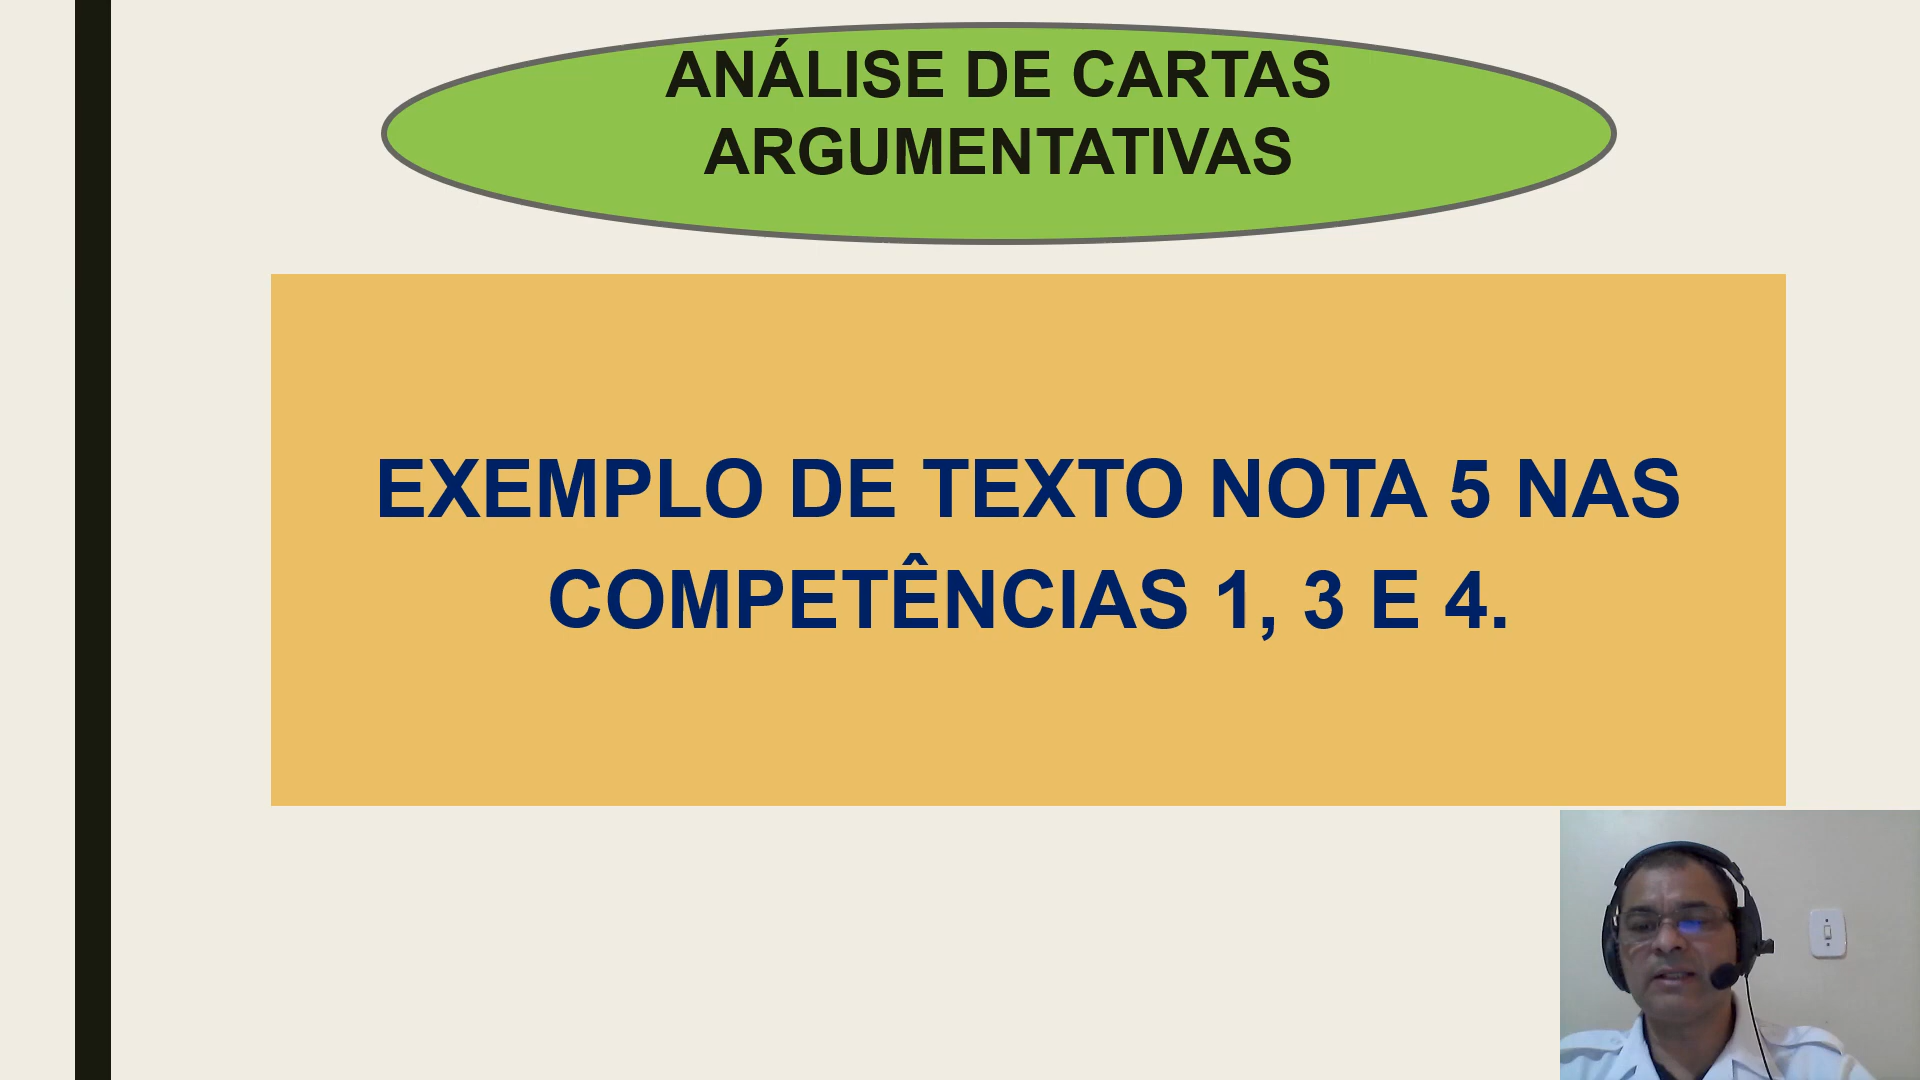 ANÁLISE DE CARTAS
ARGUMENTATIVAS
EXEMPLO DE TEXTO NOTA 5 NAS
COMPETÊNCIAS 1, 3 E 4.